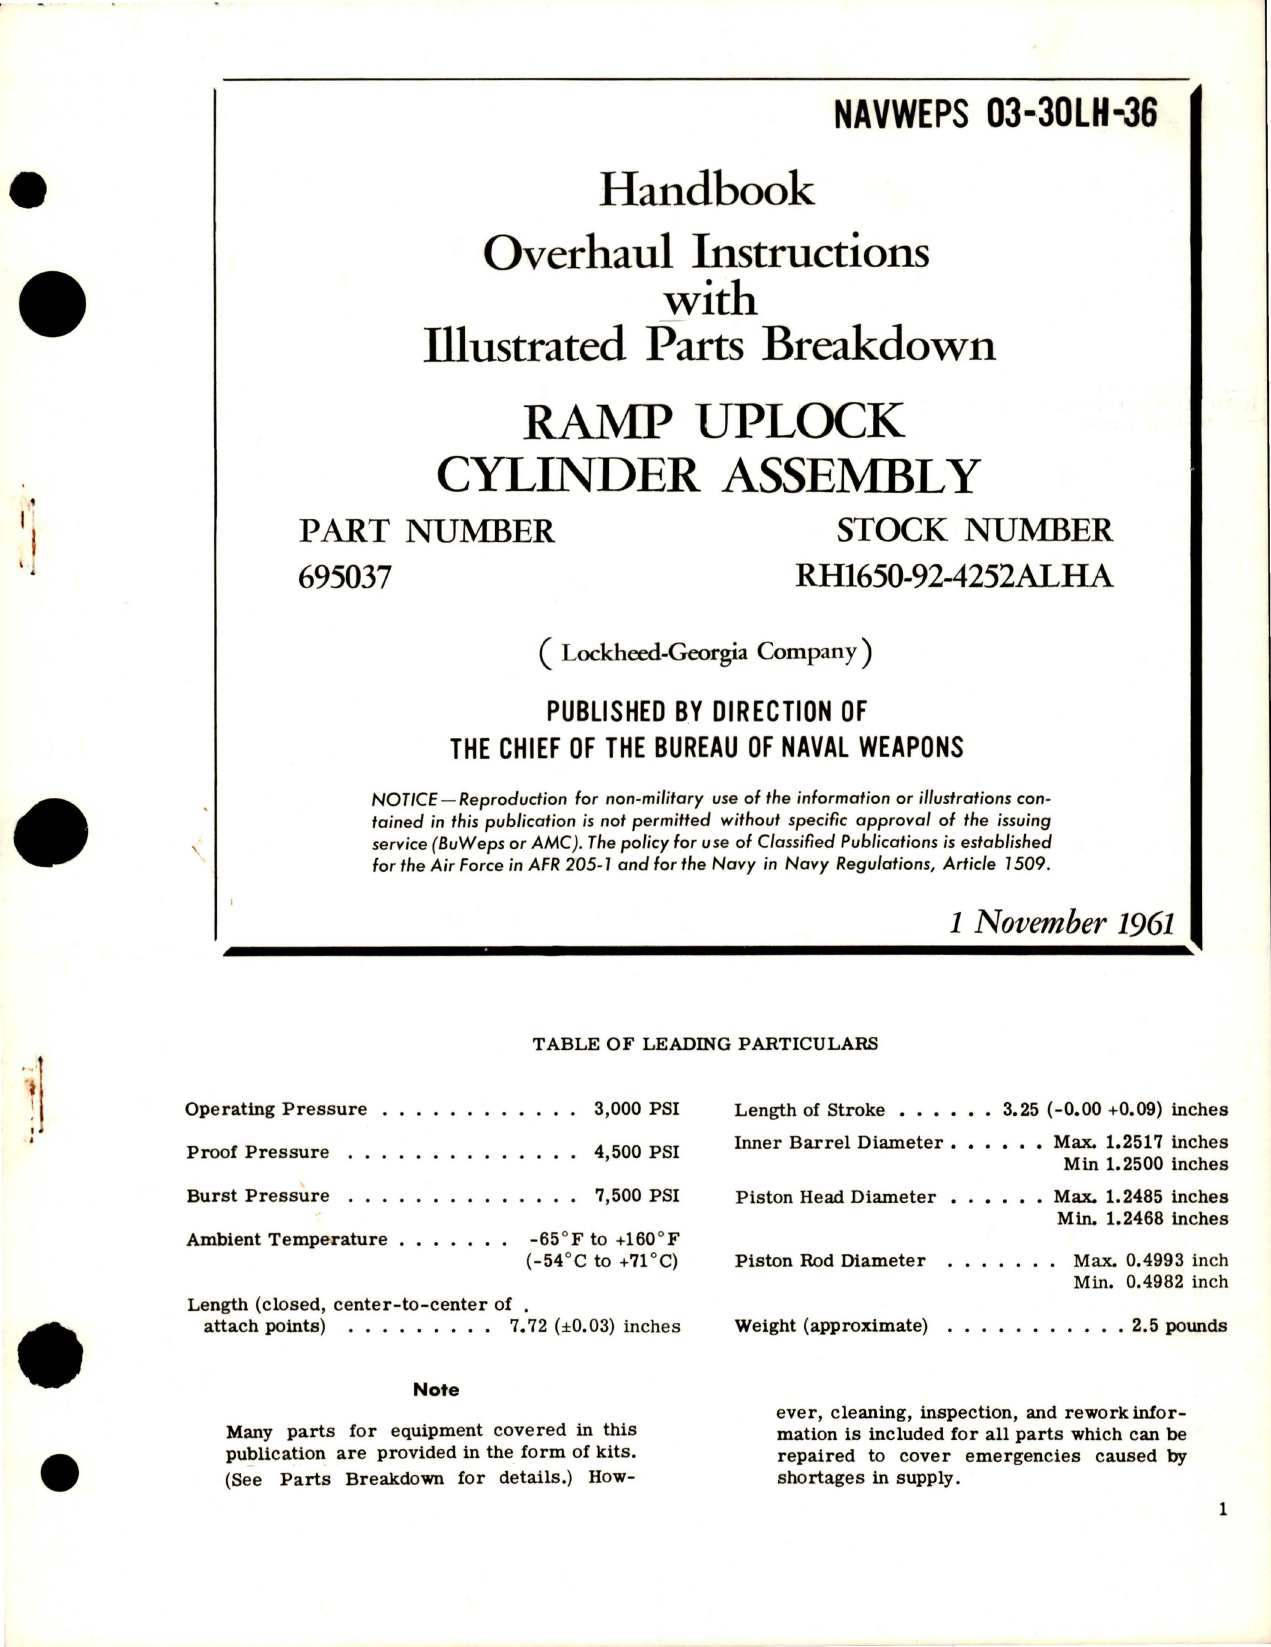 NAVWEPS 03-30LH-36
Handbook
Overhaul Instructions
with
Illustrated Parts Breakdown
RAMP UPLOCK
CYLINDER ASSEMBLY
PART NUMBER STOCK NUMBER
695037 RH1650-92-4252ALHA
( Lockheed-Georgia Company )
PUBLISHED BY DIRECTION OF
THE CHIEF OF THE BUREAU OF NAVAL WEAPONS
NOTICE—Reproduction for non-military use of the information or illustrations con-
tained in this publication is not permitted without specific approval of the issuing
service (BuWeps or AMC). The policy for use of Classified Publications is established
for the Air Force in AFR 205-1 and for the Navy in Navy Regulations, Article 1509.
1 November 1961
TABLE OF LEADING PARTICULARS
Operating Pressure . . . . . . . . . . . . 3,000 PSI
Proof Pressure . . . . . . . . . . . . . . 4,500 PSI
Burst Pressure . . . . . . . . . . . . . . 7,500 PSI
Ambient Temperature . . . . . . . -65°F to +160°F
(-54°C to +71°C)
Length (closed, center-to-center of .
attach points) . . . . . . . . . 7.72 (±0.03) inches
Length of Stroke . . . . . . 3.25 (-0.00 +0.09) inches
Inner Barrel Diameter . . . . . . Max. 1.2517 inches
Min 1.2500 inches
Piston Head Diameter . . . . . . Max. 1.2485 inches
Min. 1.2468 inches
Piston Rod Diameter . . . . . . . Max. 0.4993 inch
Min. 0.4982 inch
Weight (approximate) . . . . . . . . . . . 2.5 pounds
Note
Many parts for equipment covered in this
publication are provided in the form of kits.
(See Parts Breakdown for details.) How-
ever, cleaning, inspection, and rework infor-
mation is included for all parts which can be
repaired to cover emergencies caused by
shortages in supply.
1